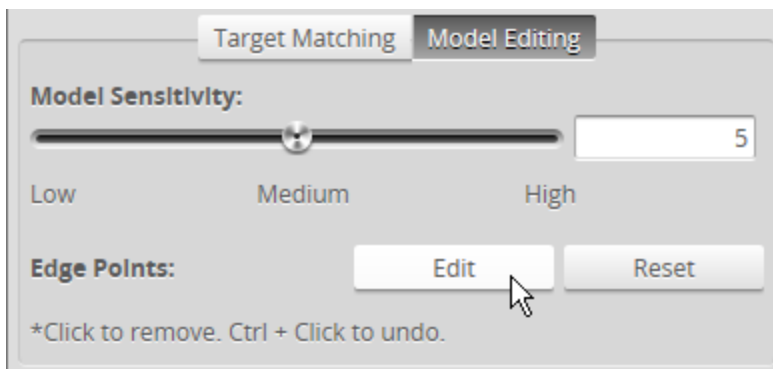 Target Matching Model Editing
Model Sensitivity:
5
Low Medium High
Edge Points: Edit Reset
*Click to remove. Ctrl + Click to undo.